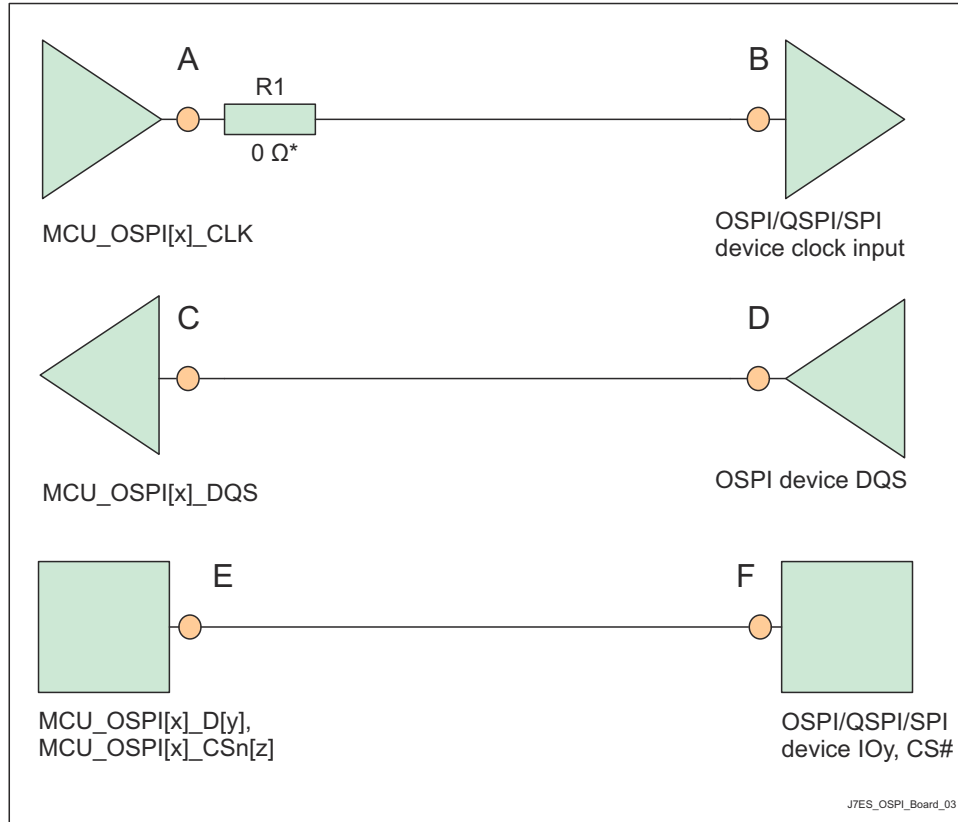 A
B
R1
0 Ω*
MCU_OSPI[x]_CLK
OSPI/QSPI/SPI
device clock input
C
D
MCU_OSPI[x]_DQS
OSPI device DQS
E
F
MCU_OSPI[x]_D[y],
MCU_OSPI[x]_CSn[z]
OSPI/QSPI/SPI
device IOy, CS#
J7ES_OSPI_Board_03